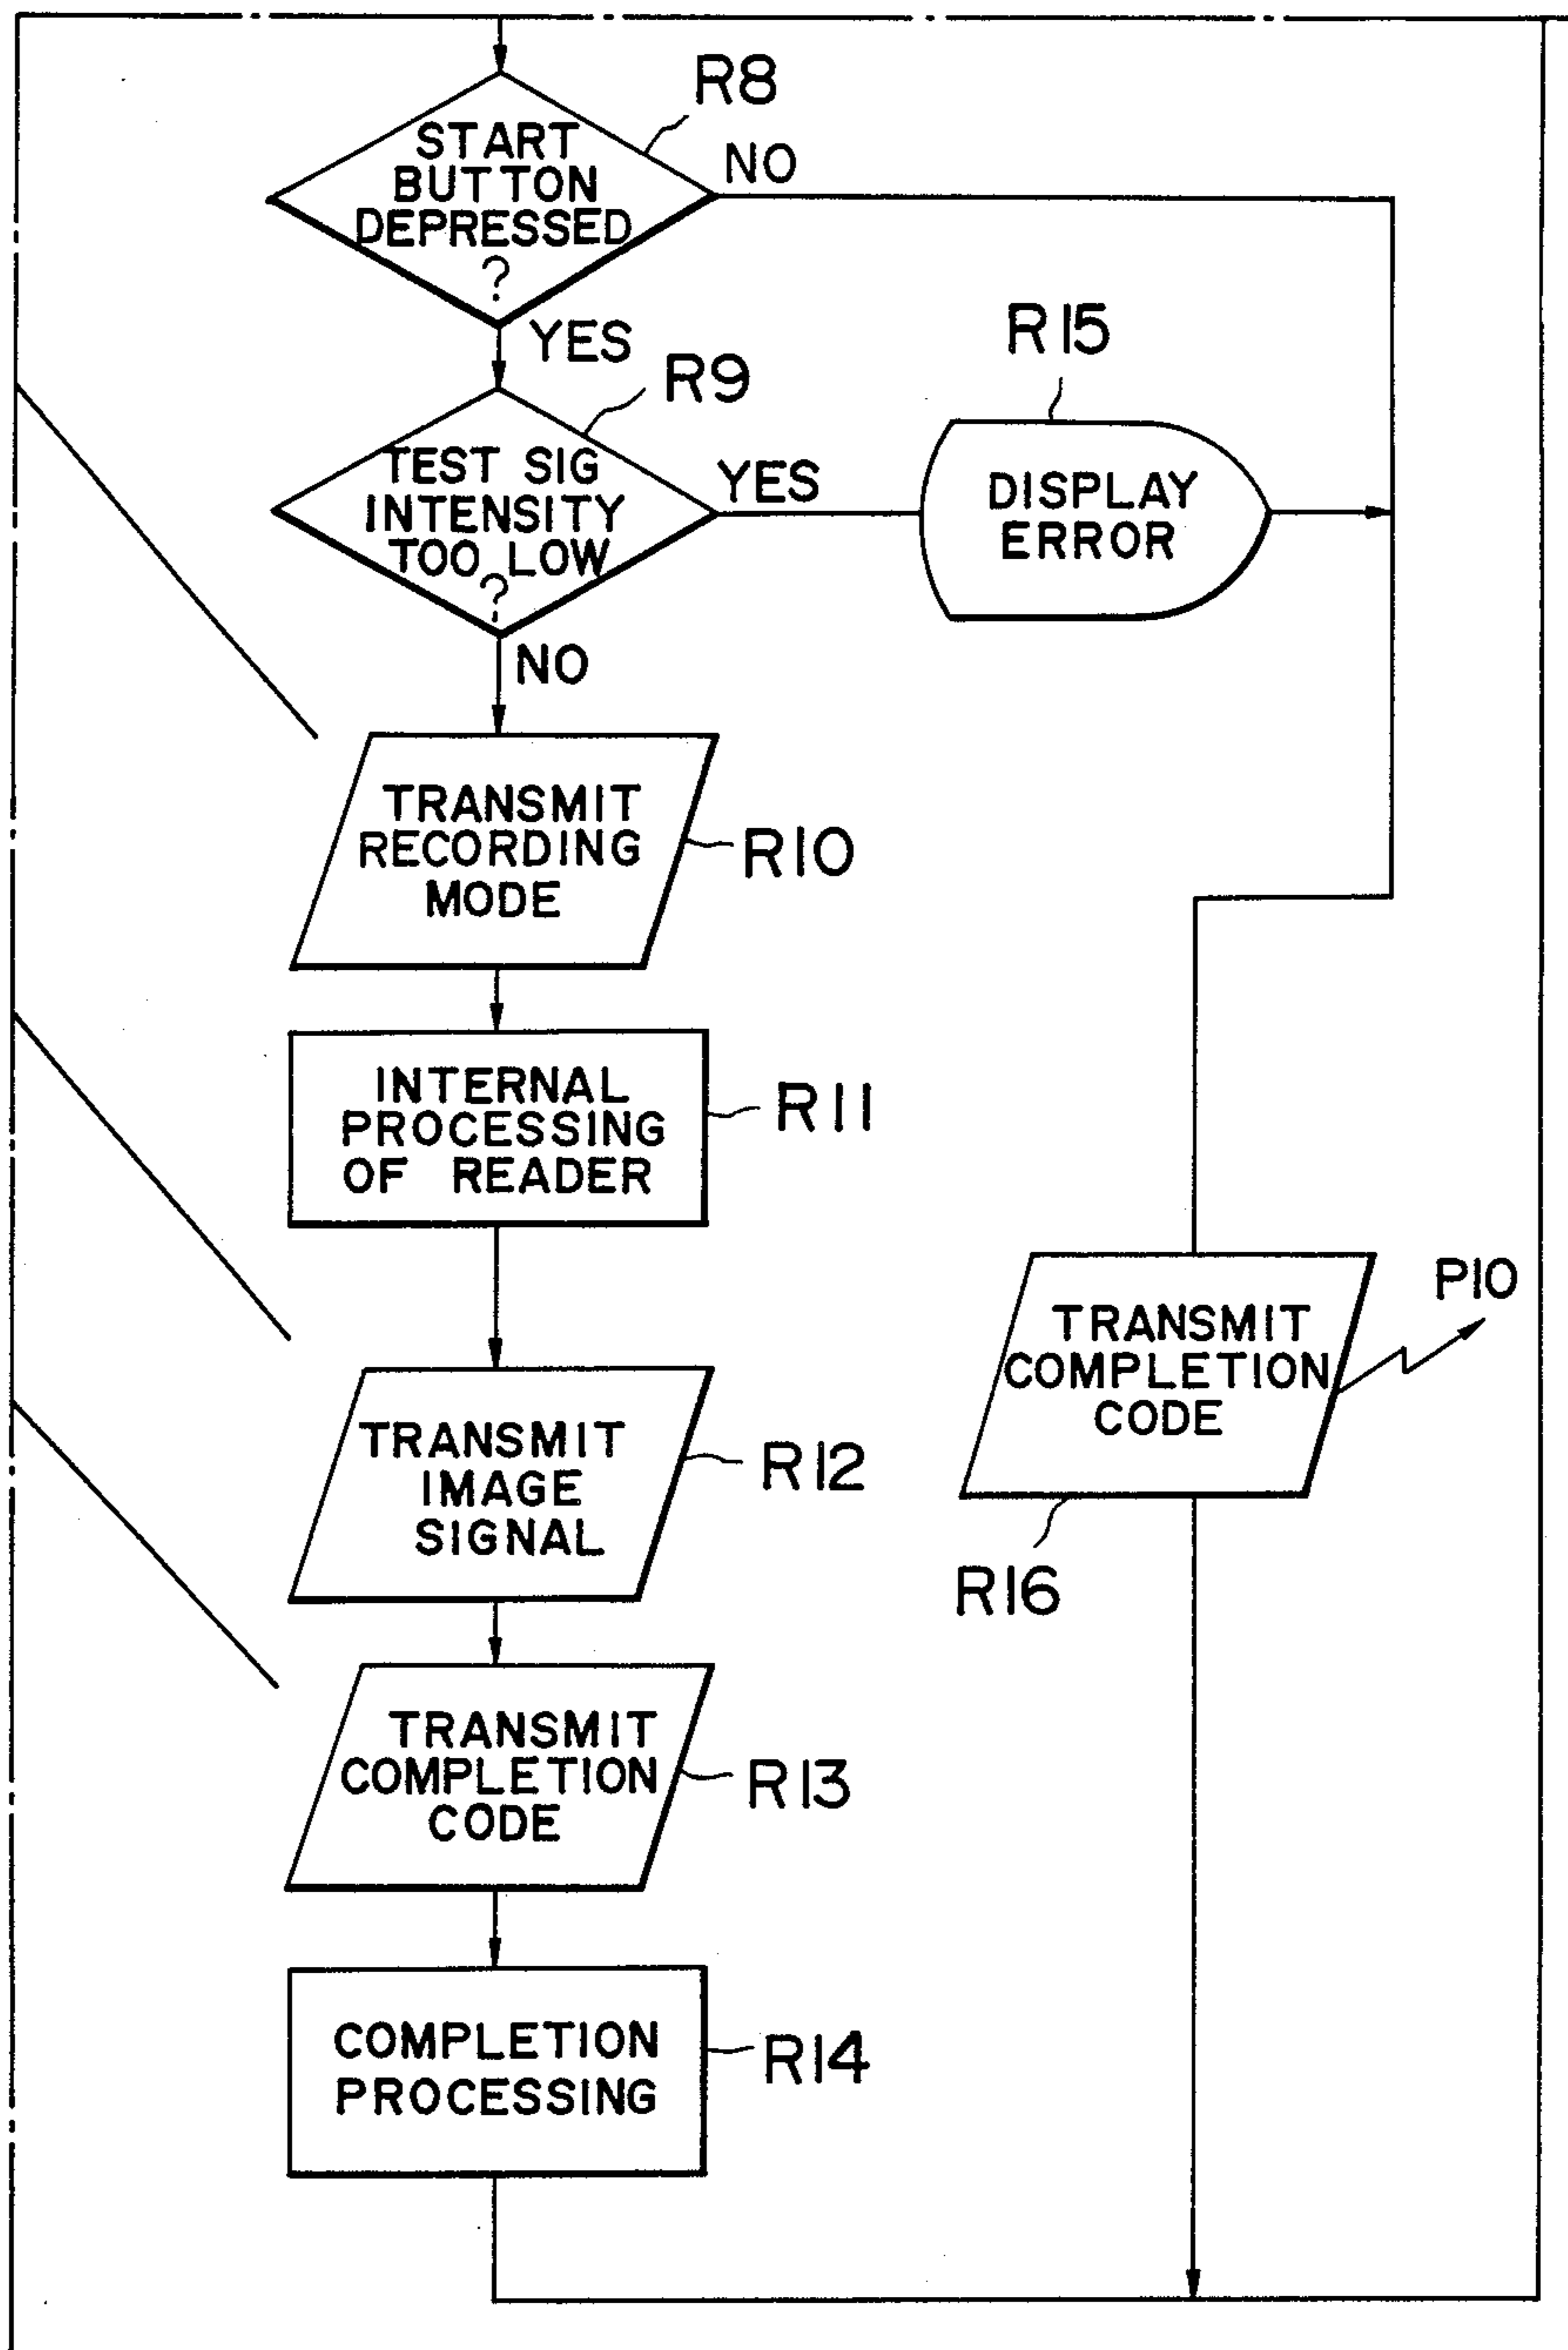 R8
START
BUTTON
DEPRESSED
?
NO
YES
R9
TEST SIG
INTENSITY
TOO LOW
?
YES
R15
DISPLAY
ERROR
NO
TRANSMIT
RECORDING
MODE
R10
INTERNAL
PROCESSING
OF READER
R11
TRANSMIT
COMPLETION
CODE
P10
R16
TRANSMIT
IMAGE
SIGNAL
R12
TRANSMIT
COMPLETION
CODE
R13
COMPLETION
PROCESSING
R14